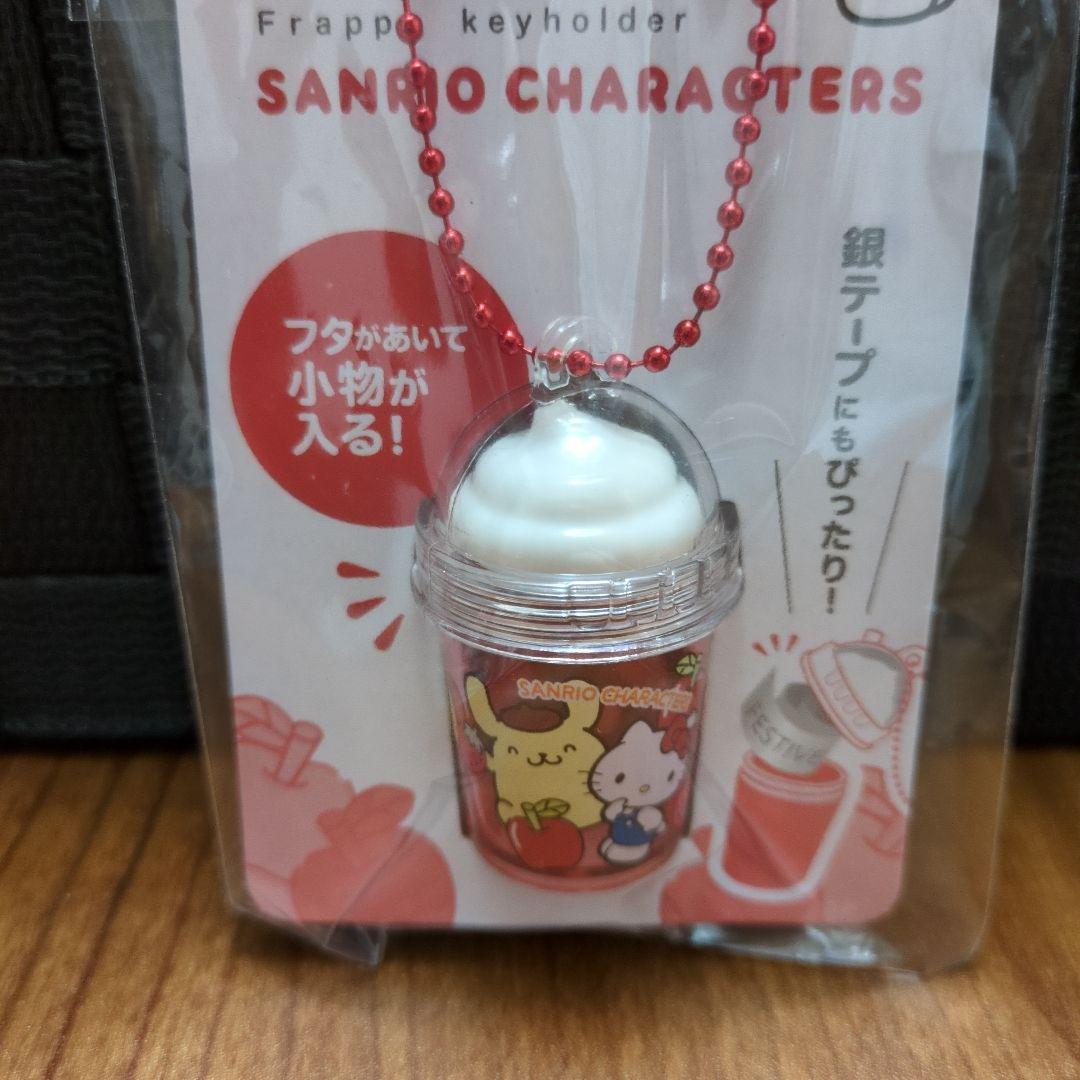 Frappe keyholder
SANRIO CHARACTERS
フタがあいて
小物が
入る!
銀テープにもぴったり!
SANRIO CHARACTERS
FESTIV